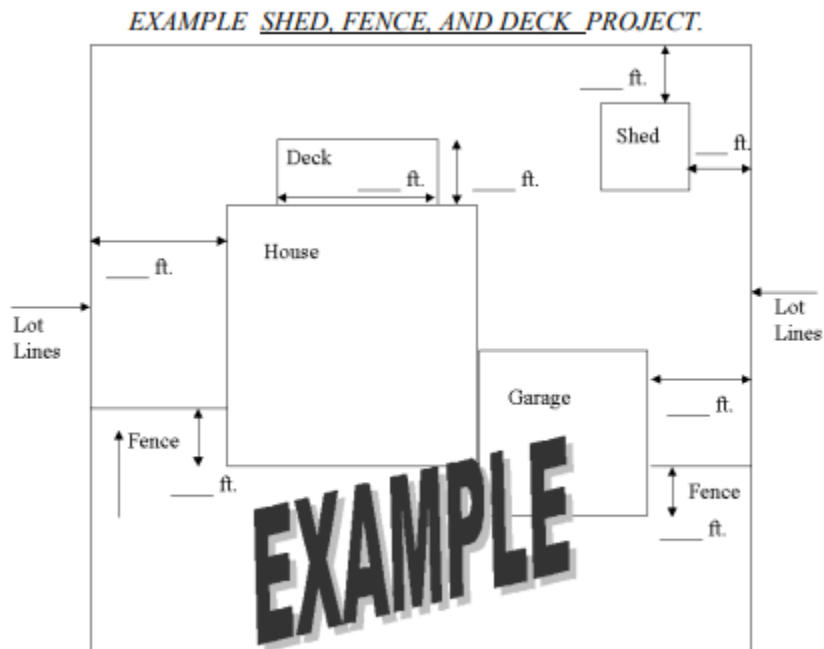 EXAMPLE SHED, FENCE, AND DECK PROJECT.
____ ft.
Shed
___ ft.
Deck
____ ft.
____ ft.
House
____ ft.
Lot
Lines
Lot
Lines
Garage
____ ft.
Fence
____ ft.
Fence
____ ft.
EXAMPLE